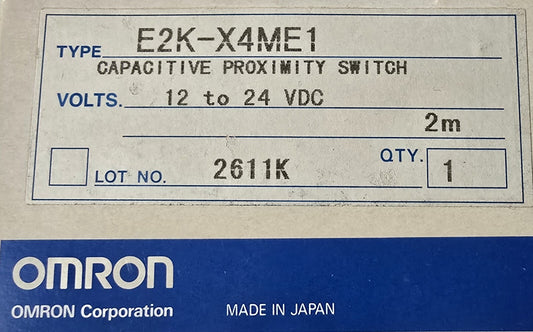 TYPE E2K-X4ME1
CAPACITIVE PROXIMITY SWITCH
VOLTS. 12 to 24 VDC
2m
LOT NO. 2611K QTY. 1
OMRON
OMRON Corporation MADE IN JAPAN